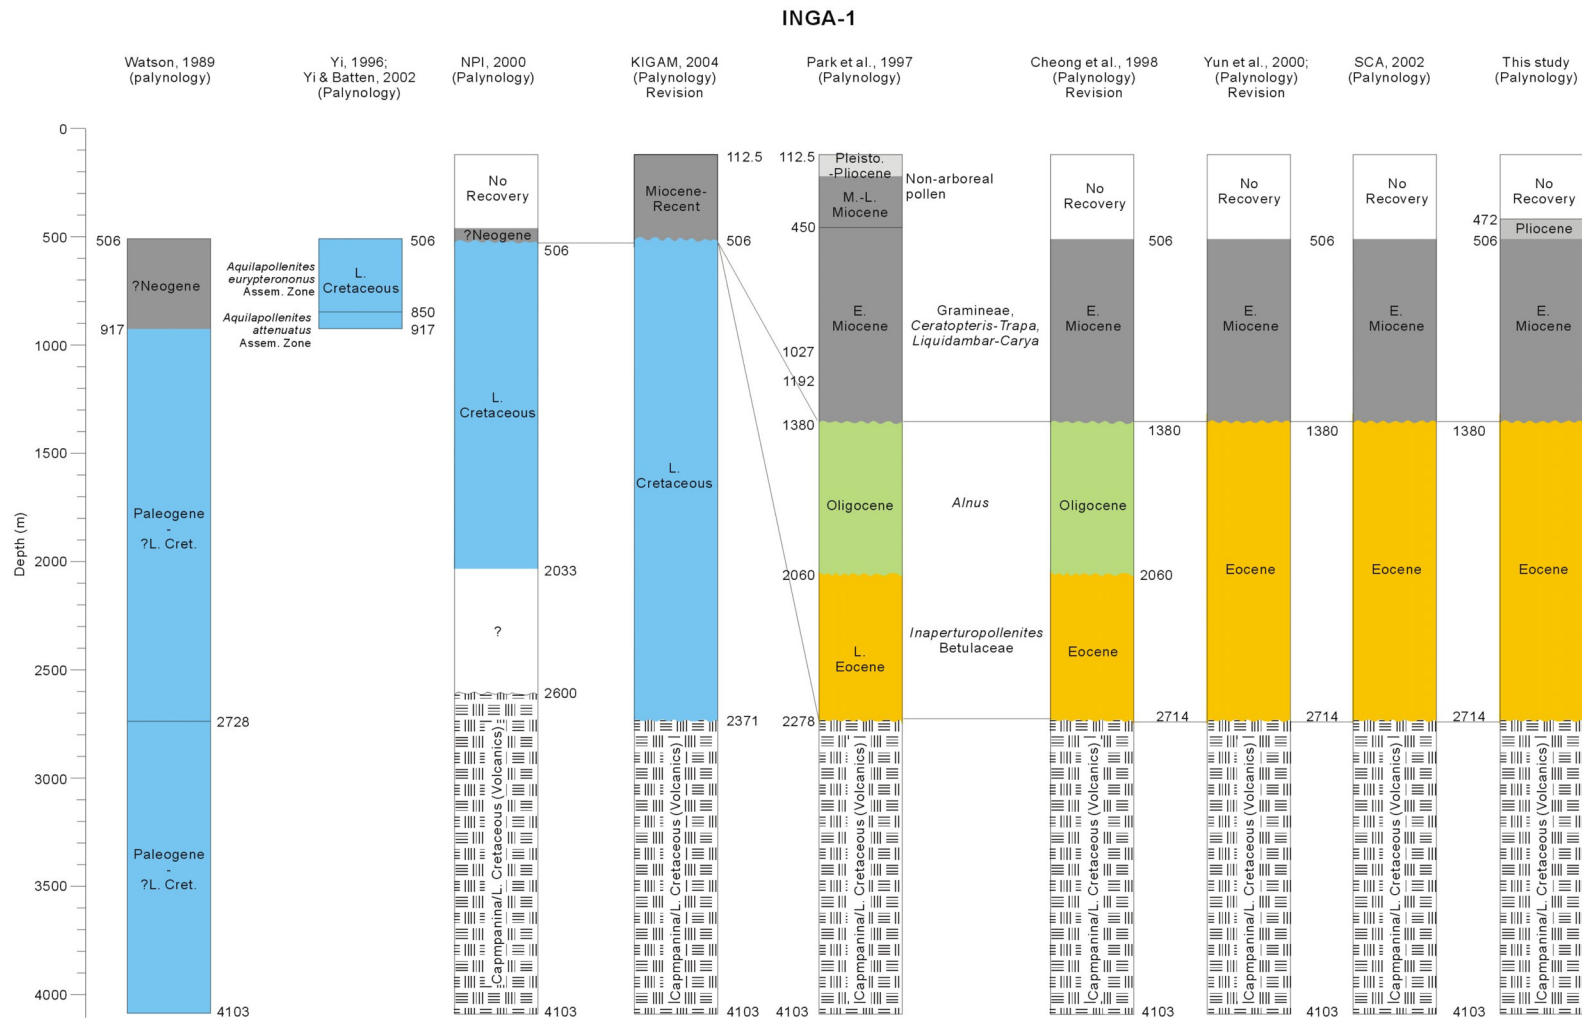 INGA-1
Watson, 1989
(palynology)
Yi, 1996;
Yi & Batten, 2002
(Palynology)
NPI, 2000
(Palynology)
KIGAM, 2004
(Palynology)
Revision
Park et al., 1997
(Palynology)
Cheong et al., 1998
(Palynology)
Revision
Yun et al., 2000;
(Palynology)
Revision
SCA, 2002
(Palynology)
This study
(Palynology)
Depth (m)
0
500
1000
1500
2000
2500
3000
3500
4000
506
?Neogene
917
Paleogene
-
?L. Cret.
2728
Paleogene
-
?L. Cret.
4103
Aquilapollenites
eurypterononus
Assem. Zone
Aquilapollenites
attenuatus
Assem. Zone
L.
Cretaceous
506
850
917
No
Recovery
?Neogene
506
L.
Cretaceous
2033
?
2600
Capmpanina/L. Cretaceous (Volcanics)
4103
112.5
Miocene-
Recent
506
L.
Cretaceous
2371
Capmpanina/L. Cretaceous (Volcanics)
4103
112.5
Pleisto.
-Pliocene
M.-L.
Miocene
450
E.
Miocene
1027
1192
1380
Oligocene
2060
L.
Eocene
2278
Capmpanina/L. Cretaceous (Volcanics)
4103
Non-arboreal
pollen
Gramineae,
Ceratopteris-Trapa,
Liquidambar-Carya
Alnus
Inaperturopollenites
Betulaceae
No
Recovery
506
E.
Miocene
1380
Oligocene
2060
Eocene
2714
Capmpanina/L. Cretaceous (Volcanics)
4103
No
Recovery
506
E.
Miocene
1380
Eocene
2714
Capmpanina/L. Cretaceous (Volcanics)
4103
No
Recovery
E.
Miocene
1380
Eocene
2714
Capmpanina/L. Cretaceous (Volcanics)
4103
No
Recovery
472
Pliocene
506
E.
Miocene
Eocene
Capmpanina/L. Cretaceous (Volcanics)